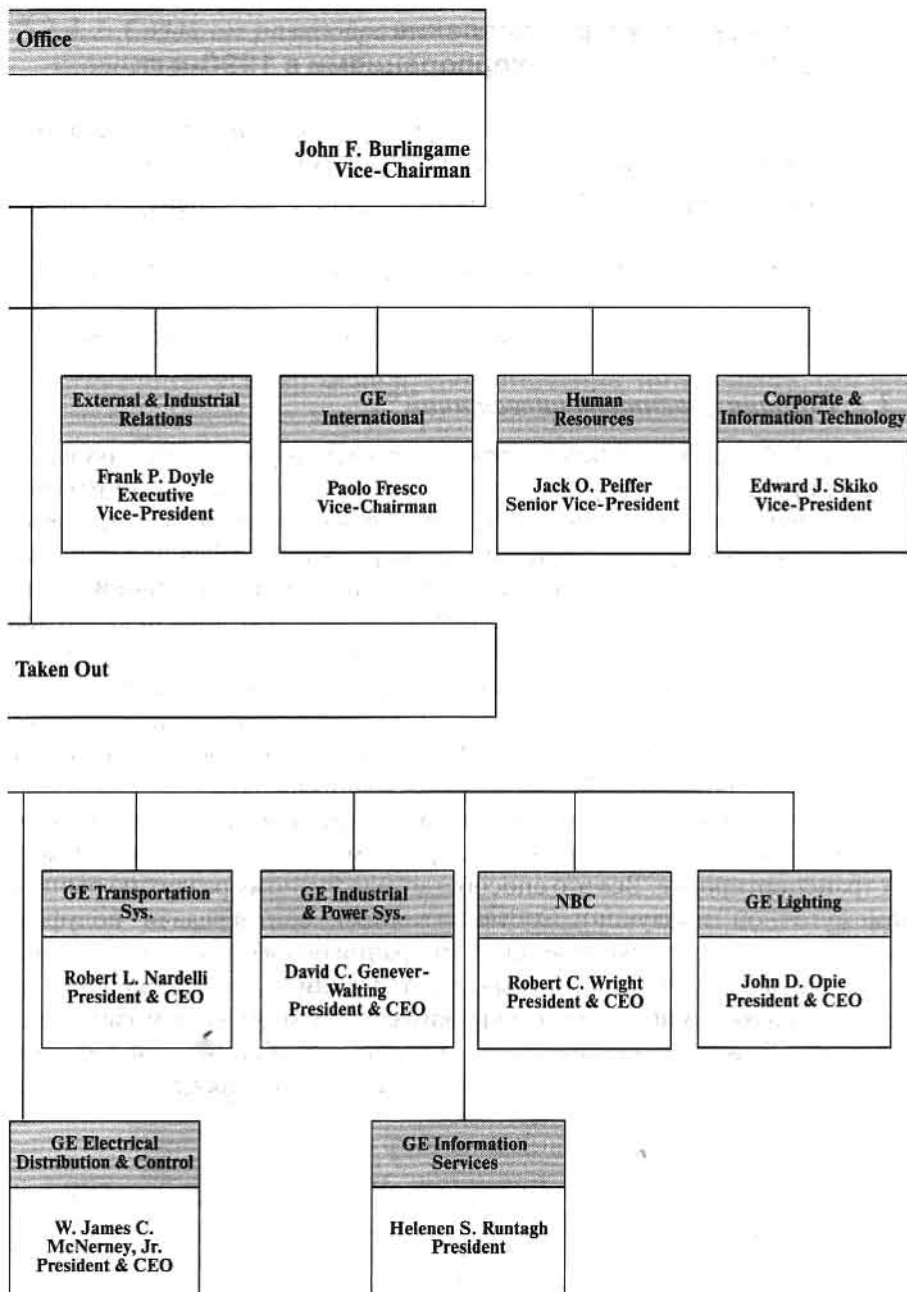 Office
John F. Burlingame
Vice-Chairman
External & Industrial
Relations
Frank P. Doyle
Executive
Vice-President
GE
International
Paolo Fresco
Vice-Chairman
Human
Resources
Jack O. Peiffer
Senior Vice-President
Corporate &
Information Technology
Edward J. Skiko
Vice-President
Taken Out
GE Transportation
Sys.
Robert L. Nardelli
President & CEO
GE Industrial
& Power Sys.
David C. Genever-
Walting
President & CEO
NBC
Robert C. Wright
President & CEO
GE Lighting
John D. Opie
President & CEO
GE Electrical
Distribution & Control
W. James C.
McNerney, Jr.
President & CEO
GE Information
Services
Helenen S. Runtagh
President